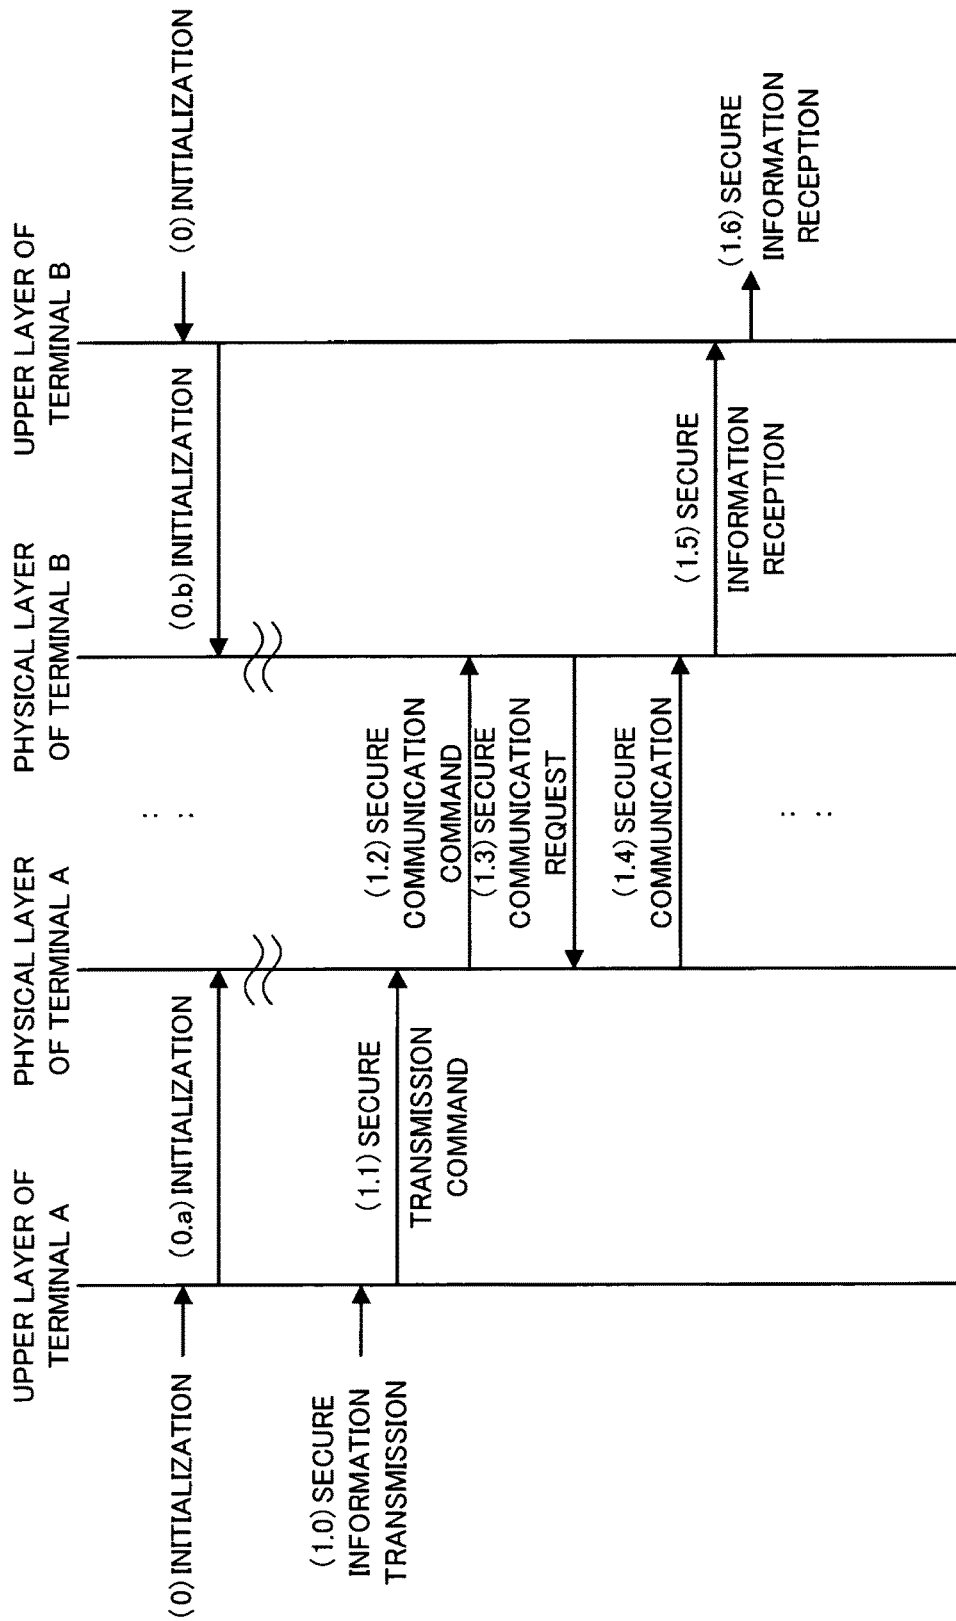 UPPER LAYER OF
TERMINAL A
PHYSICAL LAYER
OF TERMINAL A
PHYSICAL LAYER
OF TERMINAL B
UPPER LAYER OF
TERMINAL B
(0) INITIALIZATION
(0.a) INITIALIZATION
(0.b) INITIALIZATION
(0) INITIALIZATION
(1.0) SECURE
INFORMATION
TRANSMISSION
(1.1) SECURE
TRANSMISSION
COMMAND
(1.2) SECURE
COMMUNICATION
COMMAND
(1.3) SECURE
COMMUNICATION
REQUEST
(1.4) SECURE
COMMUNICATION
(1.5) SECURE
INFORMATION
RECEPTION
(1.6) SECURE
INFORMATION
RECEPTION